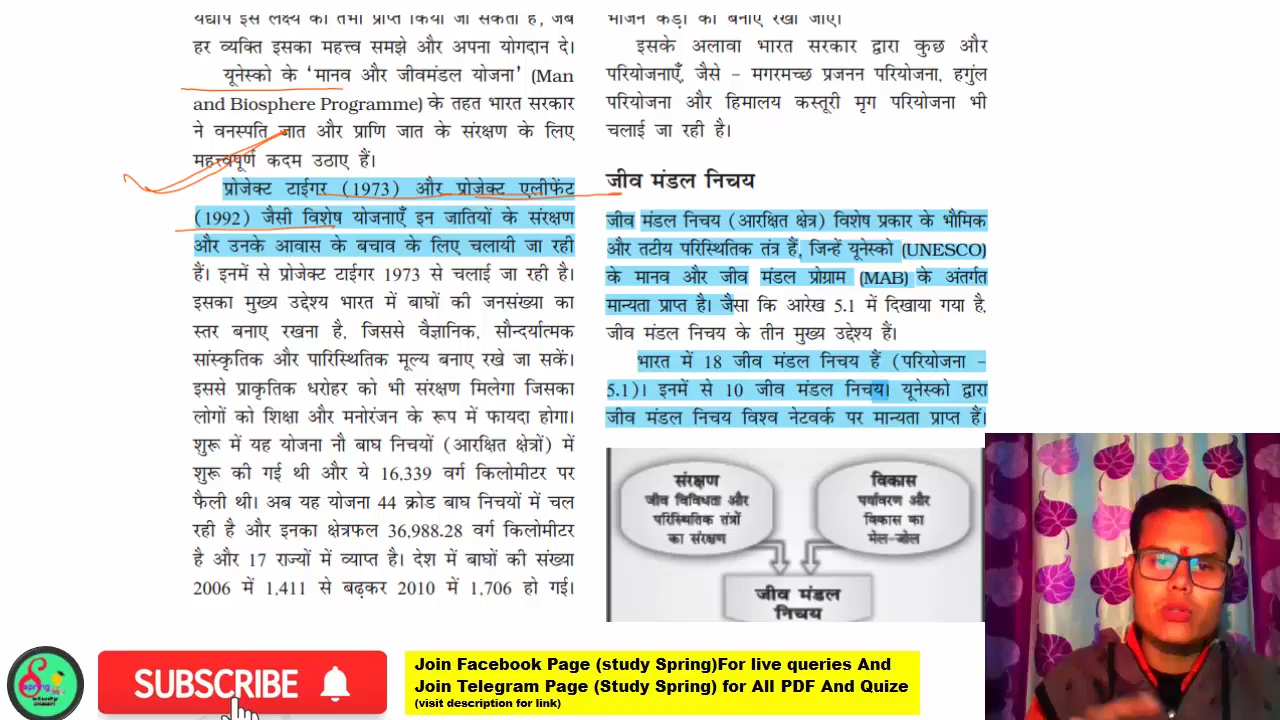 यद्यपि इस लक्ष्य को तभी प्राप्त किया जा सकता है, जब
हर व्यक्ति इसका महत्त्व समझे और अपना योगदान दे।
यूनेस्को के ‘मानव और जीवमंडल योजना’ (Man
and Biosphere Programme) के तहत भारत सरकार
ने वनस्पति जात और प्राणि जात के संरक्षण के लिए
महत्त्वपूर्ण कदम उठाए हैं।
प्रोजेक्ट टाईगर (1973) और प्रोजेक्ट एलीफेंट
(1992) जैसी विशेष योजनाएँ इन जातियों के संरक्षण
और उनके आवास के बचाव के लिए चलायी जा रही
हैं। इनमें से प्रोजेक्ट टाईगर 1973 से चलाई जा रही है।
इसका मुख्य उद्देश्य भारत में बाघों की जनसंख्या का
स्तर बनाए रखना है, जिससे वैज्ञानिक, सौन्दर्यात्मक
सांस्कृतिक और पारिस्थितिक मूल्य बनाए रखे जा सकें।
इससे प्राकृतिक धरोहर को भी संरक्षण मिलेगा जिसका
लोगों को शिक्षा और मनोरंजन के रूप में फायदा होगा।
शुरू में यह योजना नौ बाघ निचयों (आरक्षित क्षेत्रों) में
शुरू की गई थी और ये 16,339 वर्ग किलोमीटर पर
फैली थी। अब यह योजना 44 क्रोड बाघ निचयों में चल
रही है और इनका क्षेत्रफल 36,988.28 वर्ग किलोमीटर
है और 17 राज्यों में व्याप्त है। देश में बाघों की संख्या
2006 में 1,411 से बढ़कर 2010 में 1,706 हो गई।
भोजन कड़ी को बनाए रखा जाए।
इसके अलावा भारत सरकार द्वारा कुछ और
परियोजनाएँ, जैसे – मगरमच्छ प्रजनन परियोजना, हगुंल
परियोजना और हिमालय कस्तूरी मृग परियोजना भी
चलाई जा रही है।
जीव मंडल निचय
जीव मंडल निचय (आरक्षित क्षेत्र) विशेष प्रकार के भौमिक
और तटीय परिस्थितिक तंत्र हैं, जिन्हें यूनेस्को (UNESCO)
के मानव और जीव मंडल प्रोग्राम (MAB) के अंतर्गत
मान्यता प्राप्त है। जैसा कि आरेख 5.1 में दिखाया गया है,
जीव मंडल निचय के तीन मुख्य उद्देश्य हैं।
भारत में 18 जीव मंडल निचय हैं (परियोजना –
5.1)। इनमें से 10 जीव मंडल निचय। यूनेस्को द्वारा
जीव मंडल निचय विश्व नेटवर्क पर मान्यता प्राप्त हैं।
संरक्षण
जीव विविधता और
परिस्थितिक तंत्रों
का संरक्षण
विकास
पर्यावरण और
विकास का
मेल-जोल
जीव मंडल
निचय
Spring
study
SUBSCRIBE
Join Facebook Page (study Spring)For live queries And
Join Telegram Page (Study Spring) for All PDF And Quize
(visit description for link)